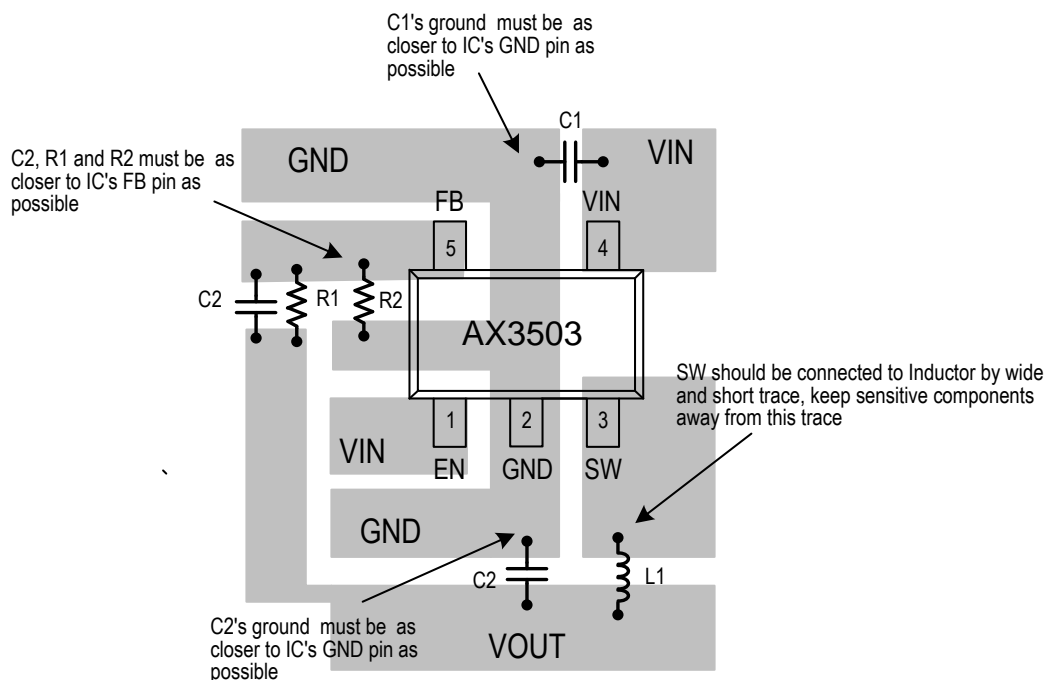 C1's ground must be as
closer to IC's GND pin as
possible
C1
GND
VIN
C2, R1 and R2 must be as
closer to IC's FB pin as
possible
FB
VIN
5
4
C2
R1
R2
AX3503
SW should be connected to Inductor by wide
and short trace, keep sensitive components
away from this trace
1
2
3
VIN
EN
GND
SW
GND
C2
L1
C2's ground must be as
closer to IC's GND pin as
possible
VOUT